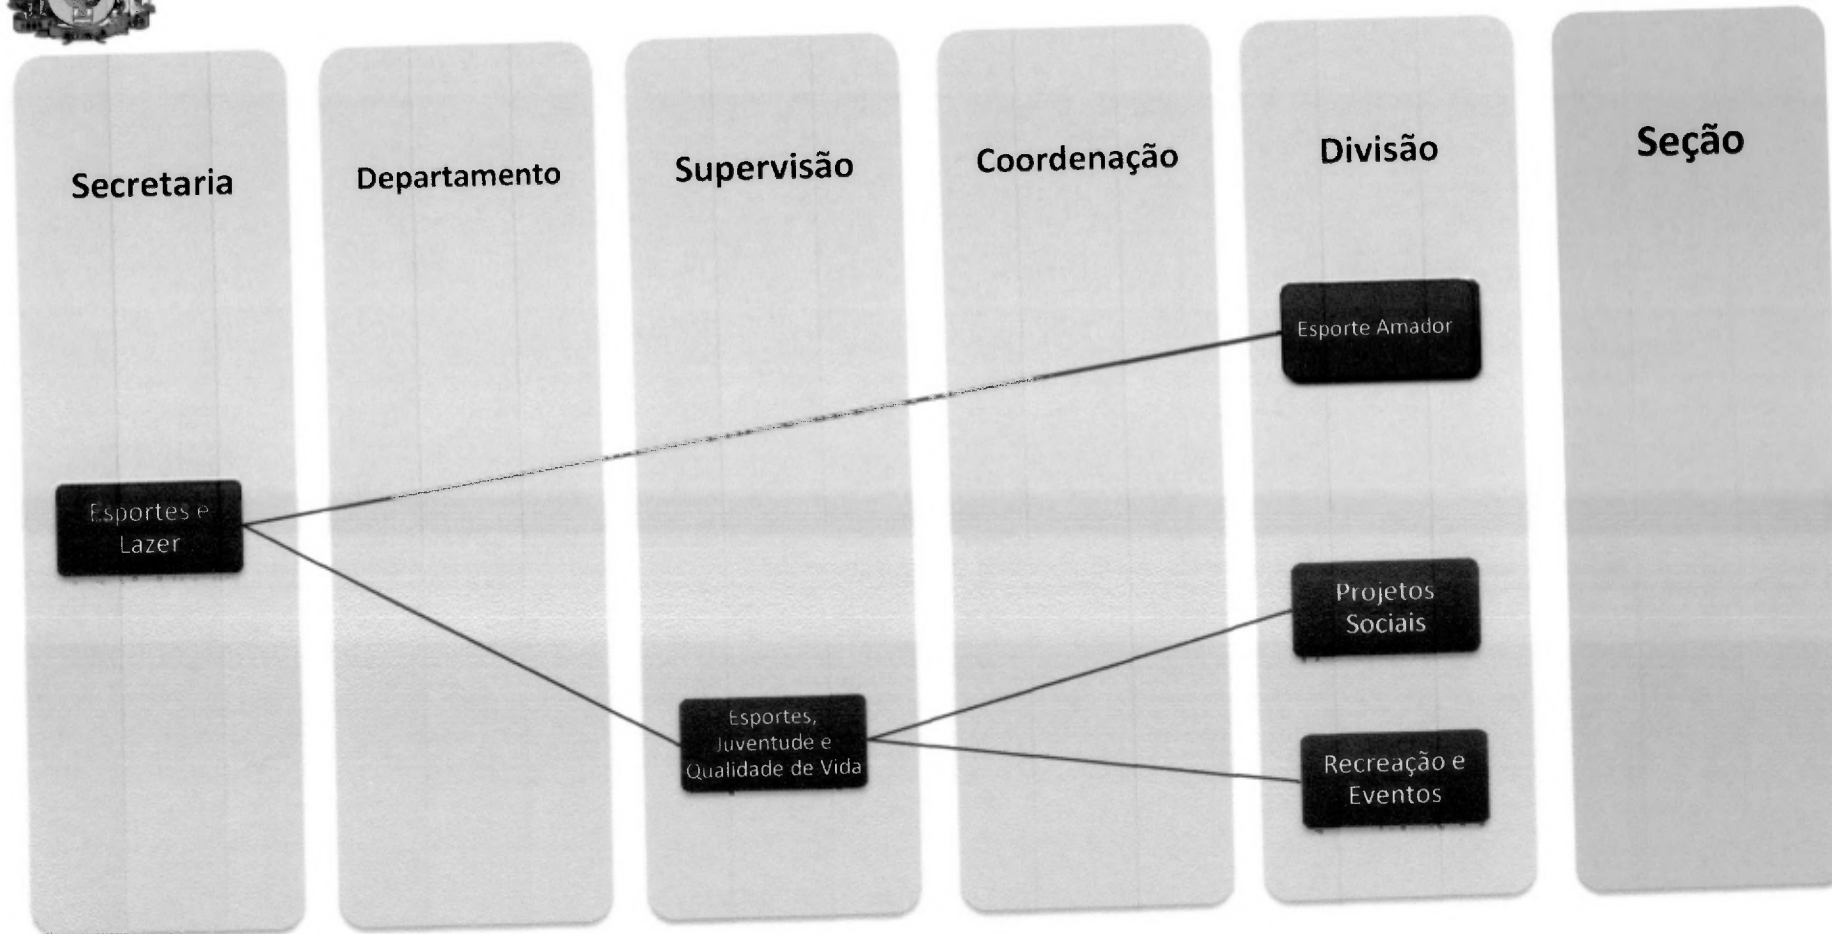 Secretaria
Departamento
Supervisão
Coordenação
Divisão
Seção
Esporte Amador
Esportes e
Lazer
Projetos
Sociais
Esportes,
Juventude e
Qualidade de Vida
Recreação e
Eventos